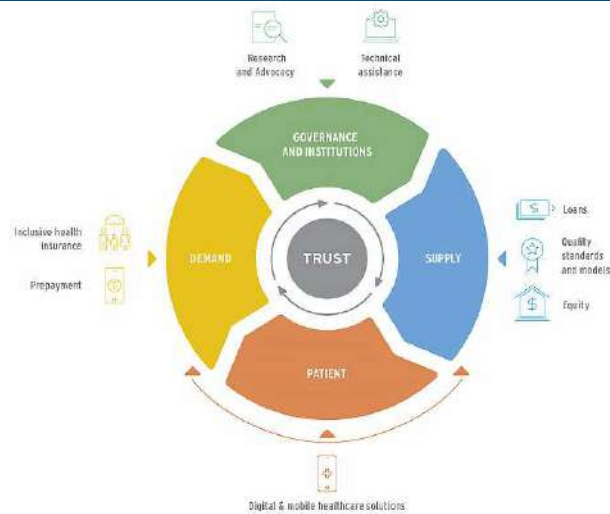 Research
and Advocacy
Technical
assistance
GOVERNANCE
AND INSTITUTIONS
Inclusive health
insurance
Prepayment
DEMAND
TRUST
SUPPLY
Loans
Quality
standards
and models
Equity
PATIENT
Digital & mobile healthcare solutions